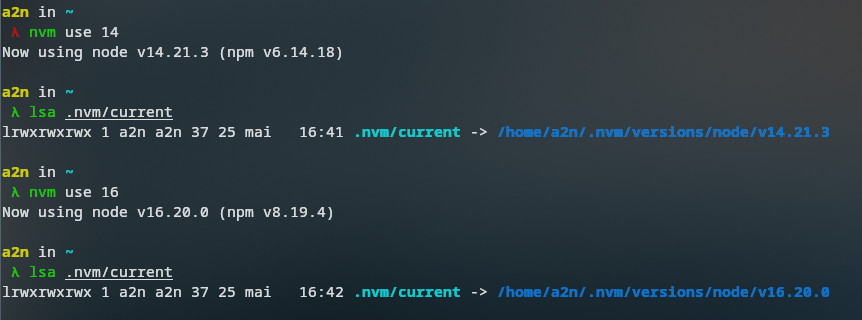 a2n in ~
λ nvm use 14
Now using node v14.21.3 (npm v6.14.18)
a2n in ~
λ lsa .nvm/current
lrwxrwxrwx 1 a2n a2n 37 25 mai   16:41 .nvm/current -> /home/a2n/.nvm/versions/node/v14.21.3
a2n in ~
λ nvm use 16
Now using node v16.20.0 (npm v8.19.4)
a2n in ~
λ lsa .nvm/current
lrwxrwxrwx 1 a2n a2n 37 25 mai   16:42 .nvm/current -> /home/a2n/.nvm/versions/node/v16.20.0